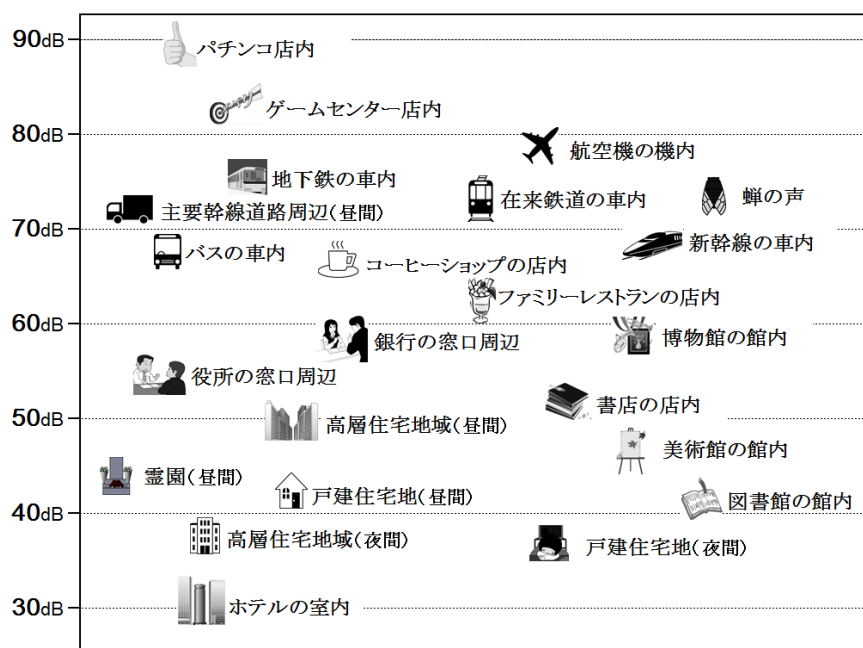 90dB
パチンコ店内
ゲームセンター店内
80dB
航空機の機内
地下鉄の車内
在来鉄道の車内
蝉の声
主要幹線道路周辺(昼間)
70dB
バスの車内
新幹線の車内
コーヒーショップの店内
ファミリーレストランの店内
60dB
銀行の窓口周辺
博物館の館内
役所の窓口周辺
書店の店内
50dB
高層住宅地域(昼間)
美術館の館内
霊園(昼間)
戸建住宅地(昼間)
図書館の館内
40dB
高層住宅地域(夜間)
戸建住宅地(夜間)
30dB
ホテルの室内